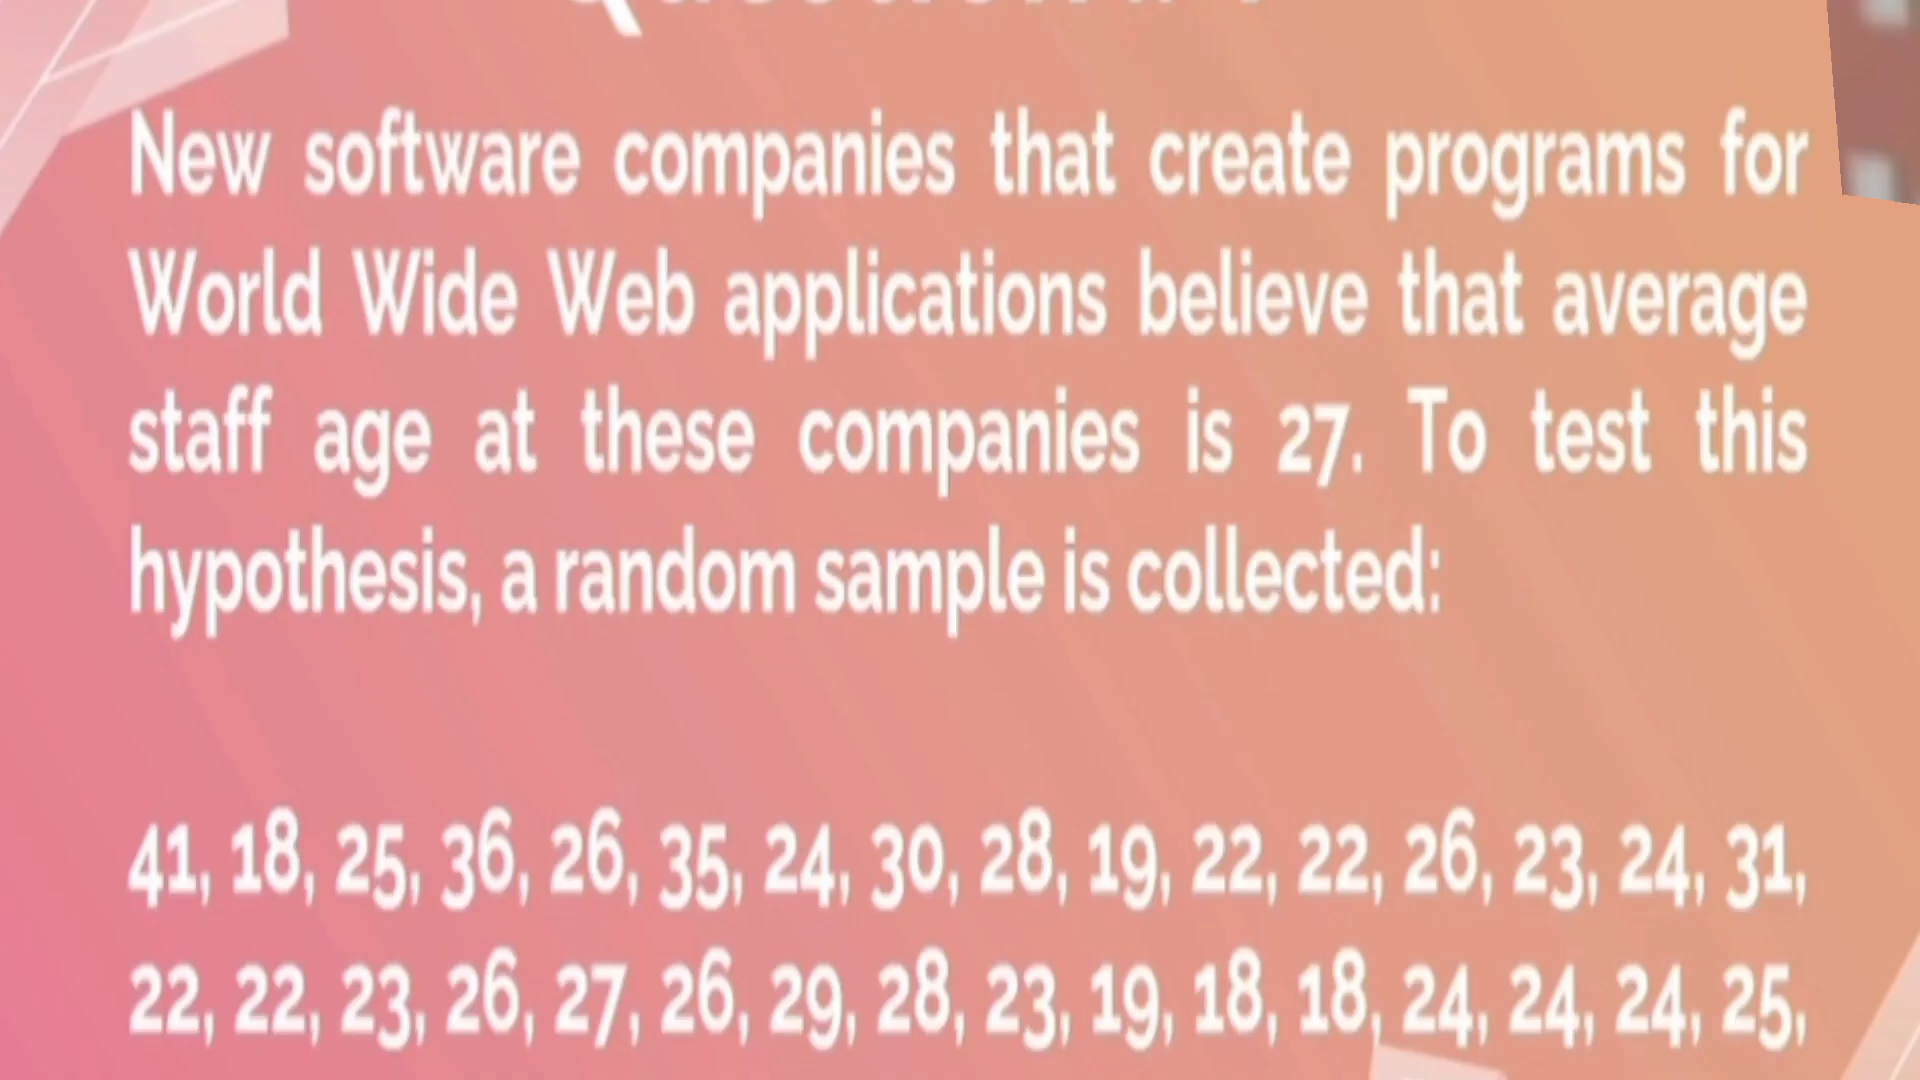 New software companies that create programs for
World Wide Web applications believe that average
staff age at these companies is 27. To test this
hypothesis, a random sample is collected:
41, 18, 25, 36, 26, 35, 24, 30, 28, 19, 22, 22, 26, 23, 24, 31,
22, 22, 23, 26, 27, 26, 29, 28, 23, 19, 18, 18, 24, 24, 24, 25,